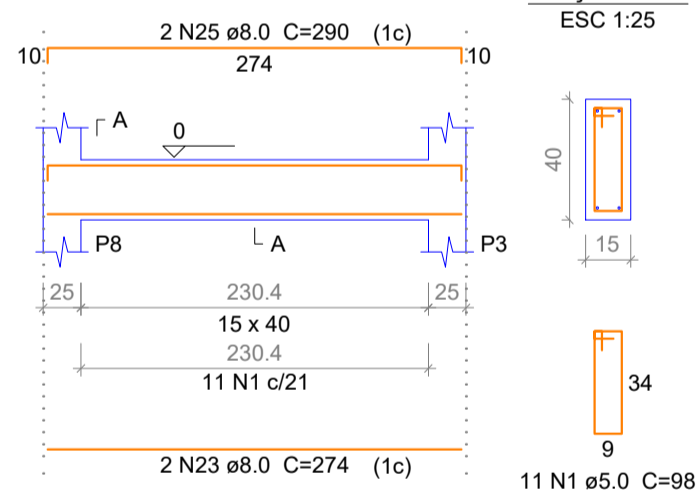 2 N25 ø8.0 C=290 (1c)
10 274 10
A
0
P8 A P3
25 230.4 25
15 x 40
230.4
11 N1 c/21
2 N23 ø8.0 C=274 (1c)
ESC 1:25
40
15
34
9
11 N1 ø5.0 C=98